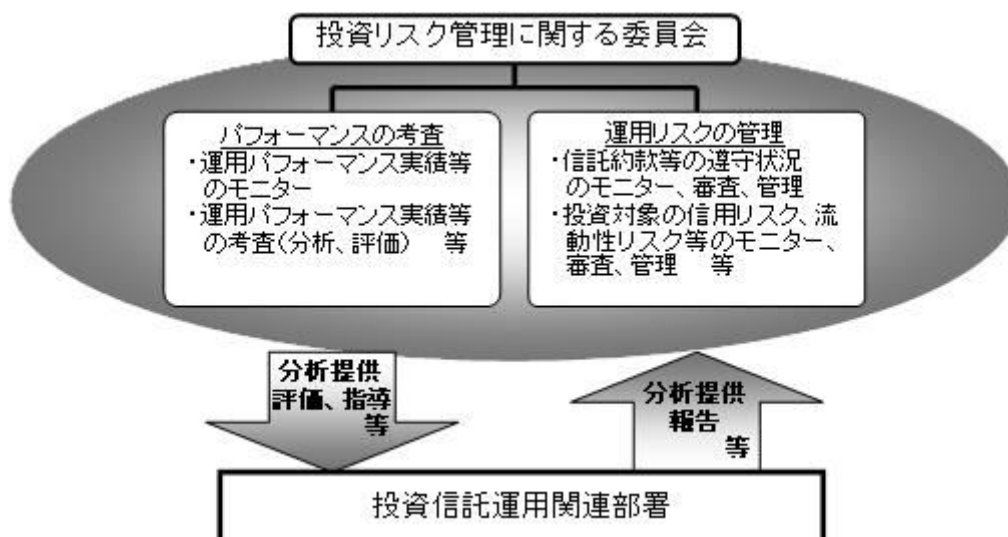 投資リスク管理に関する委員会
パフォーマンスの考査
・運用パフォーマンス実績等
のモニター
・運用パフォーマンス実績等
の考査(分析、評価) 等
運用リスクの管理
・信託約款等の遵守状況
のモニター、審査、管理
・投資対象の信用リスク、流
動性リスク等のモニター、
審査、管理 等
分析提供
評価、指導
等
分析提供
報告
等
投資信託運用関連部署